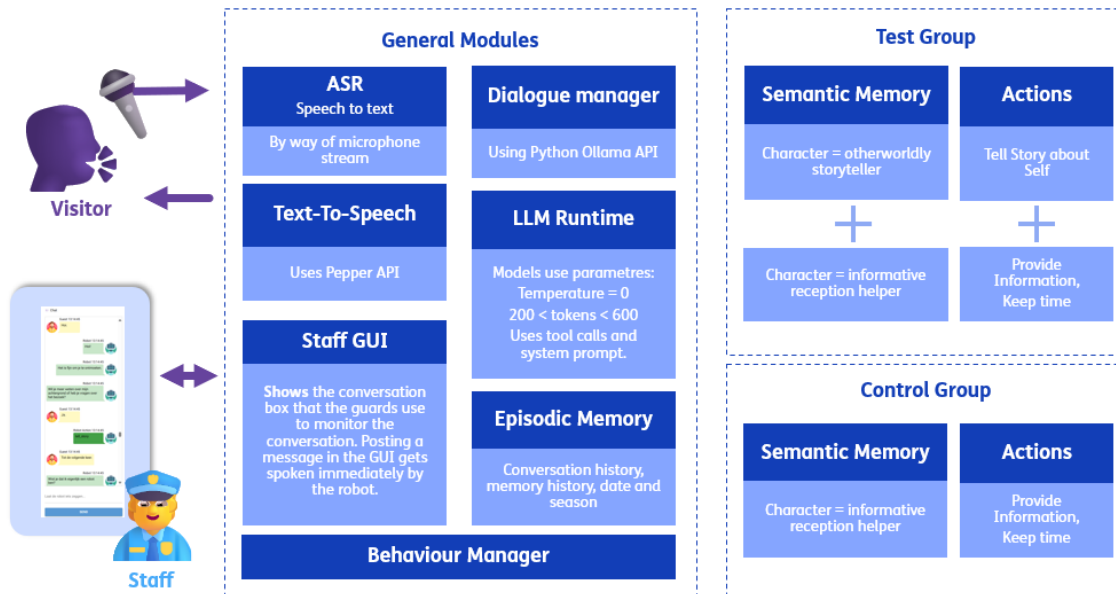 General Modules
ASR
Speech to text
By way of microphone
stream
Dialogue manager
Using Python Ollama API
Visitor
Text-To-Speech
Uses Pepper API
LLM Runtime
Models use parametres:
Temperature = 0
200 < tokens < 600
Uses tool calls and
system prompt.
Staff GUI
Shows the conversation
box that the guards use
to monitor the
conversation. Posting a
message in the GUI gets
spoken immediately by
the robot.
Episodic Memory
Conversation history,
memory history, date and
season
Behaviour Manager
Staff
Test Group
Semantic Memory
Character = otherworldly
storyteller
Character = informative
reception helper
Actions
Tell Story about
Self
Provide
Information,
Keep time
Control Group
Semantic Memory
Character = informative
reception helper
Actions
Provide
Information,
Keep time